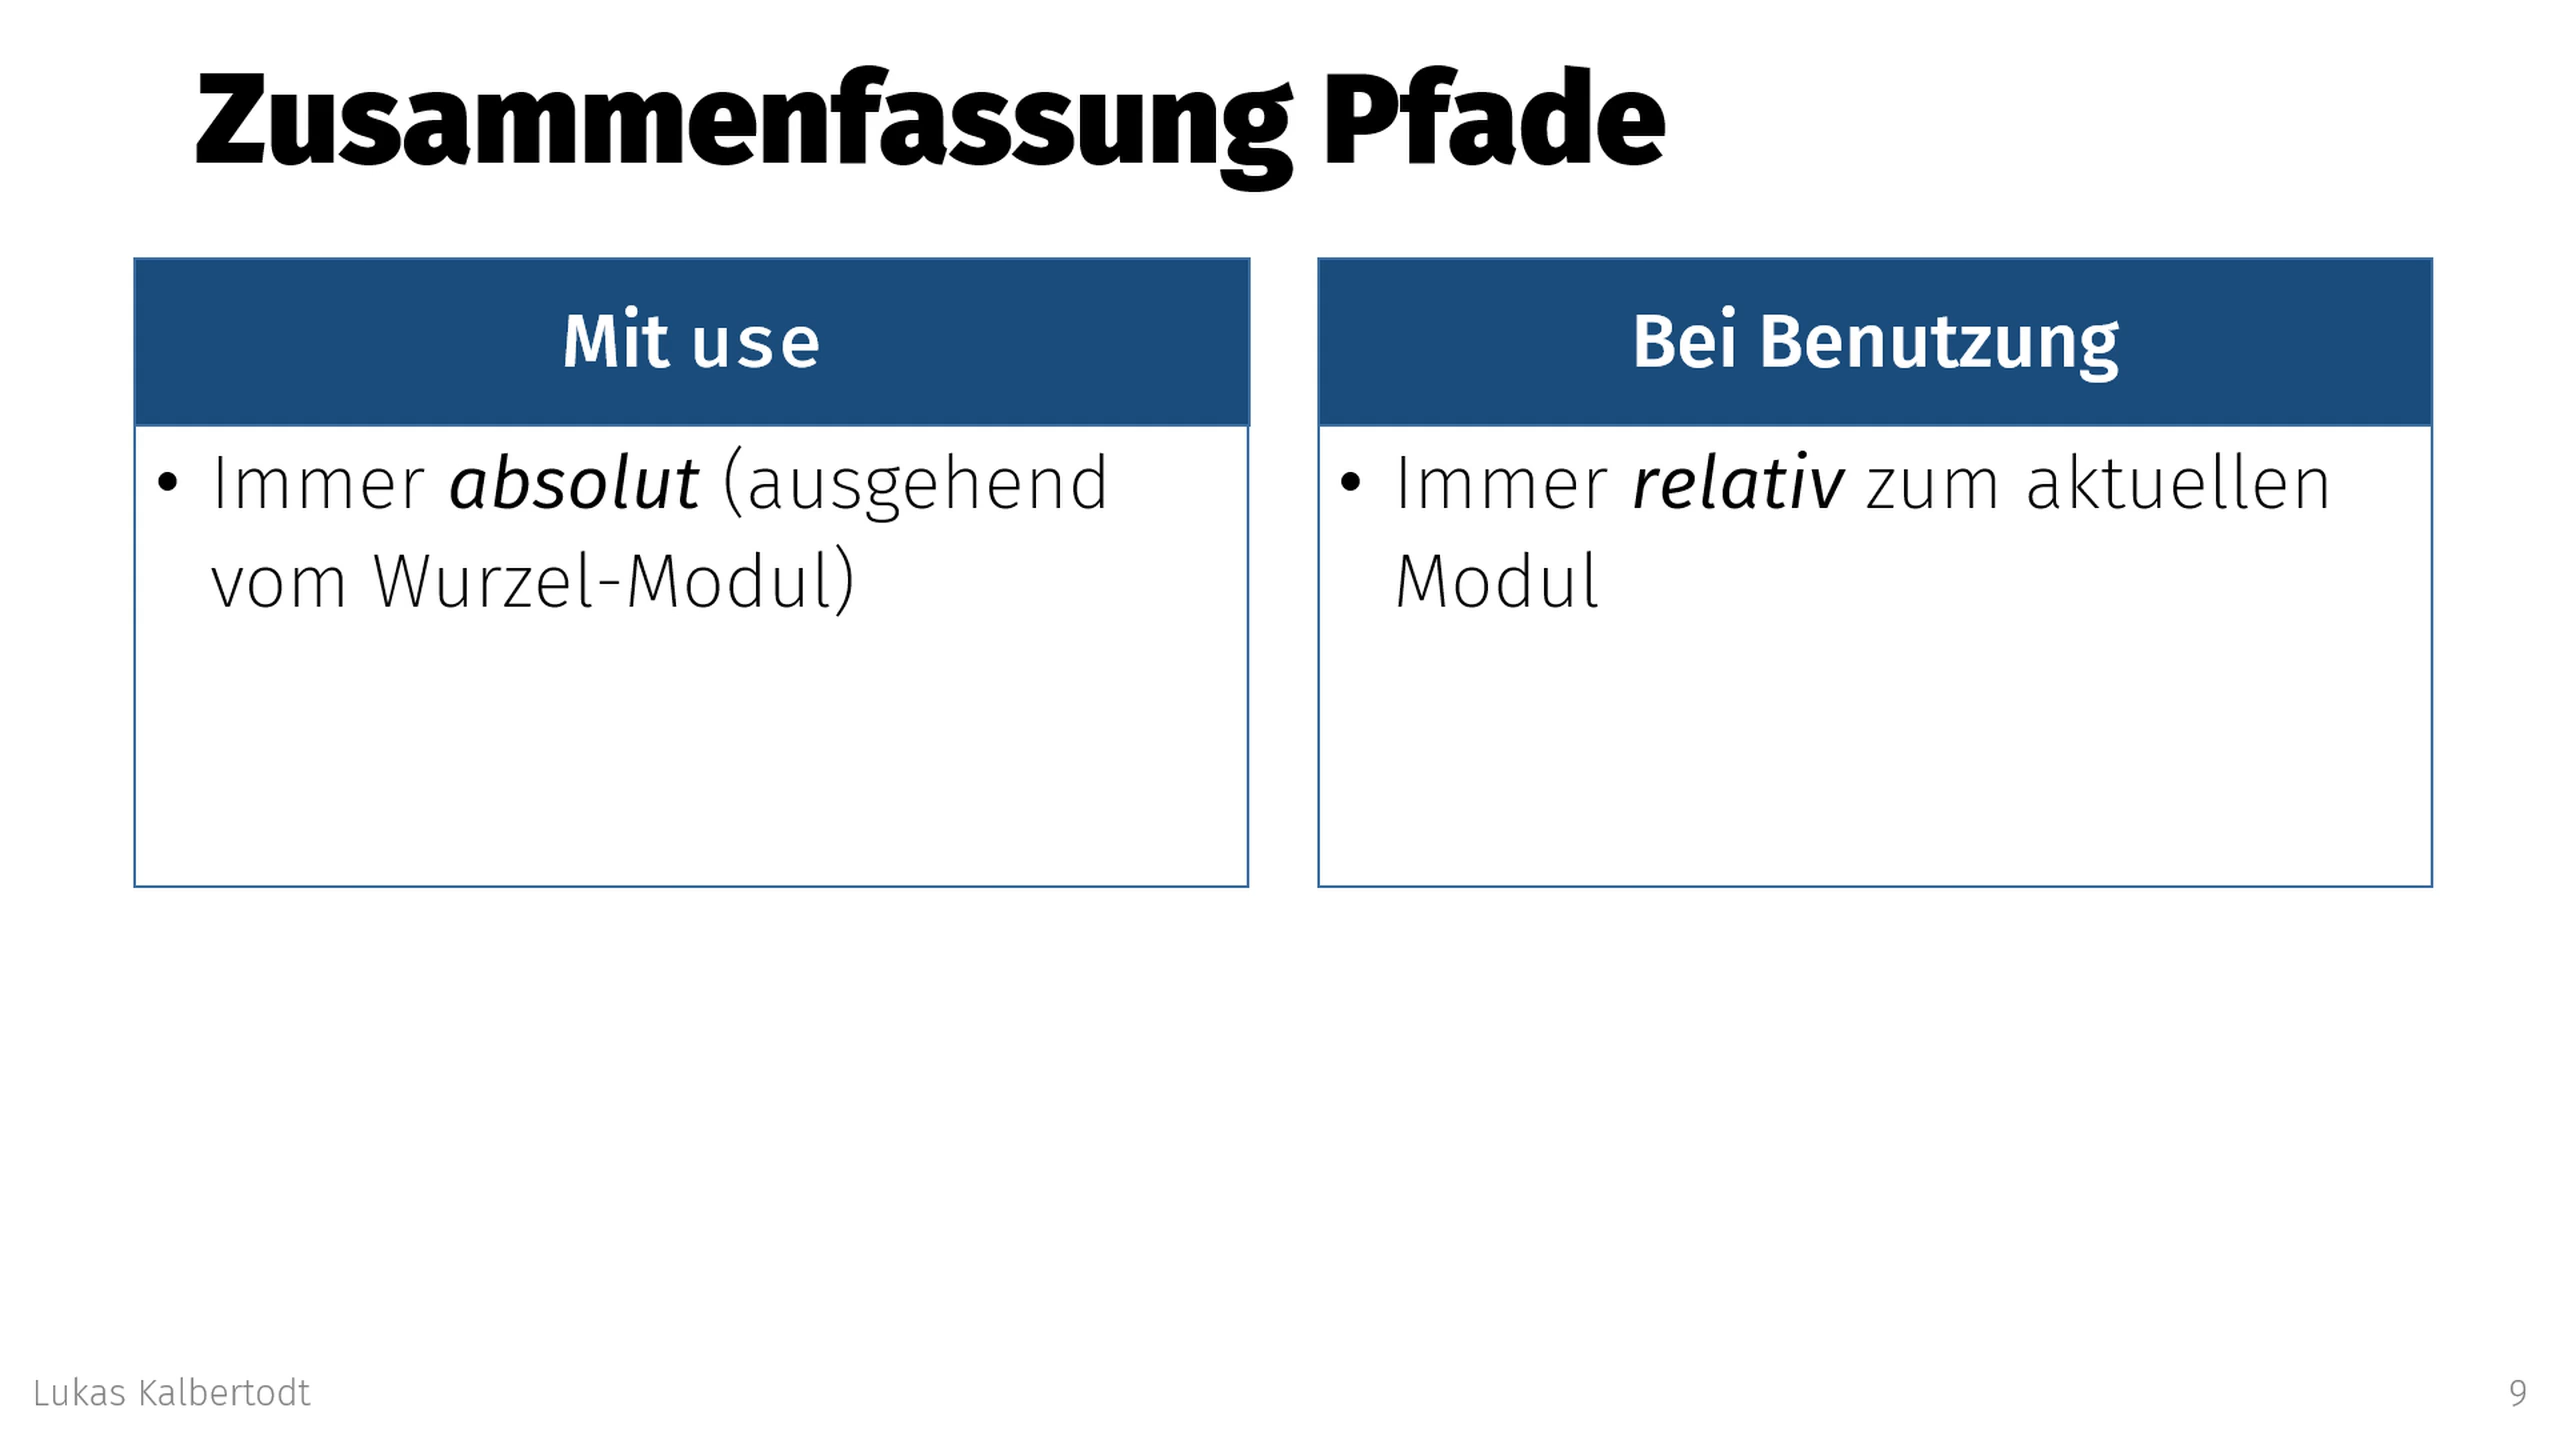 Zusammenfassung Pfade
Mit use
• Immer absolut (ausgehend
vom Wurzel-Modul)
Bei Benutzung
• Immer relativ zum aktuellen
Modul
Lukas Kalbertodt
9